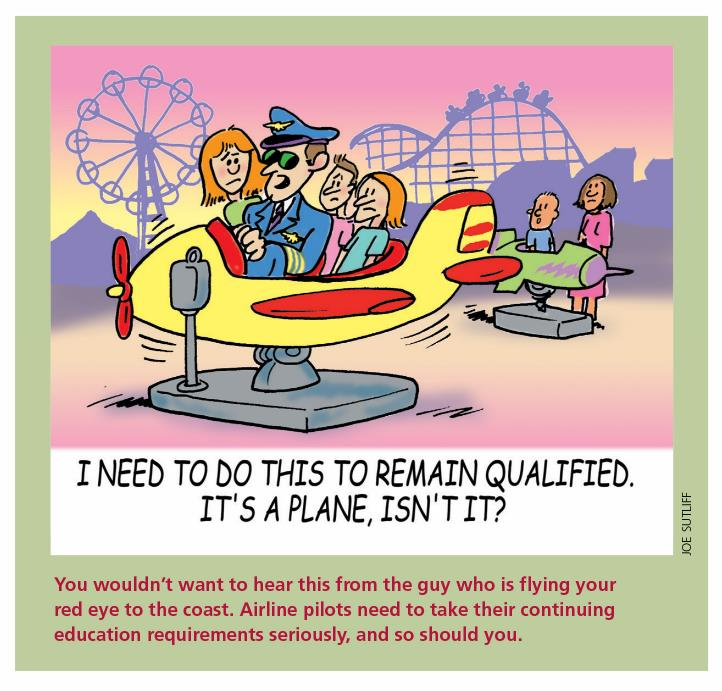 I NEED TO DO THIS TO REMAIN QUALIFIED.
IT'S A PLANE, ISN'T IT?
JOE SUTLIFF
You wouldn’t want to hear this from the guy who is flying your
red eye to the coast. Airline pilots need to take their continuing
education requirements seriously, and so should you.